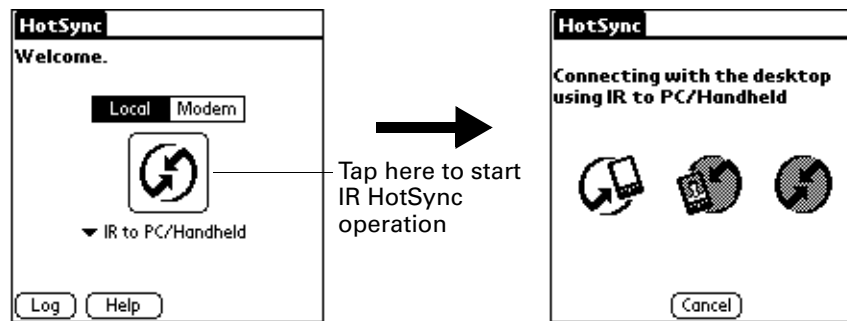 HotSync
Welcome.
Local Modem
IR to PC/Handheld
Log Help
Tap here to start
IR HotSync
operation
HotSync
Connecting with the desktop
using IR to PC/Handheld
Cancel